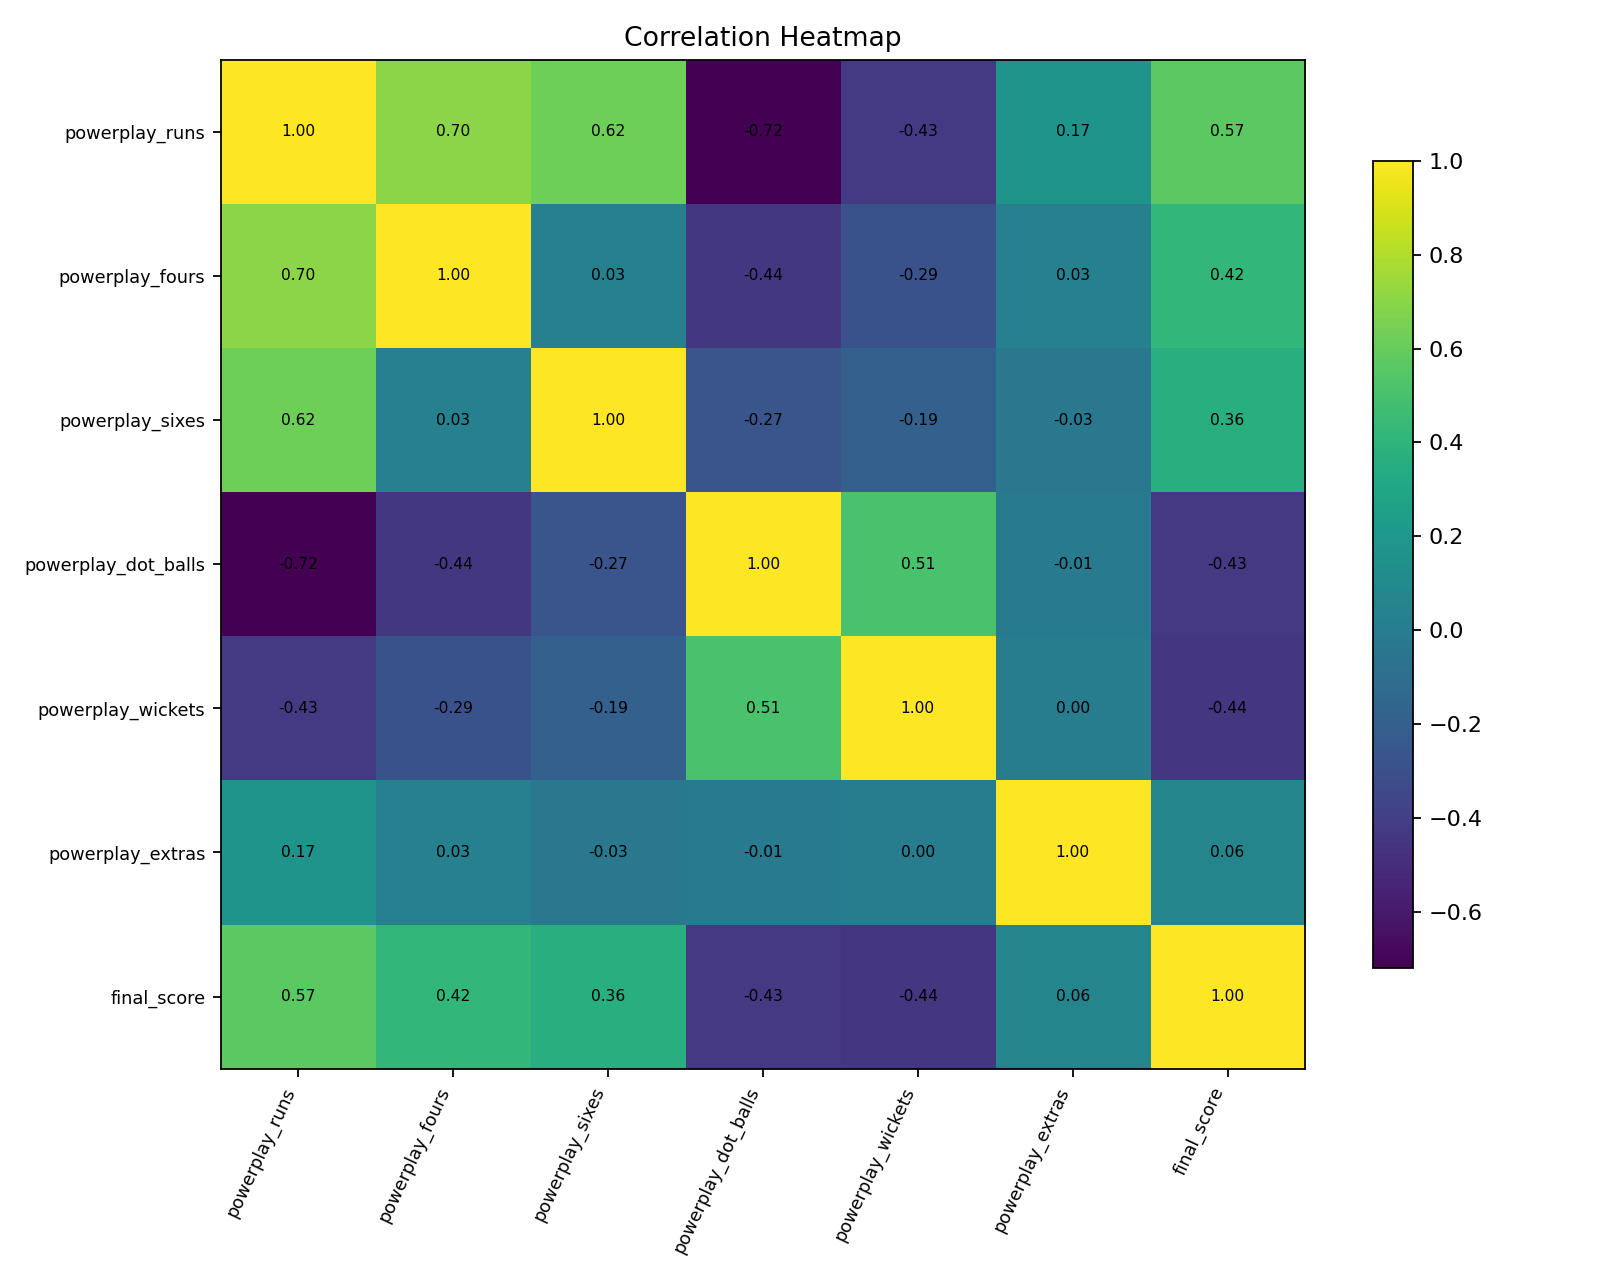 Correlation Heatmap
powerplay_runs 1.00 0.70 0.62 -0.72 -0.43 0.17 0.57
powerplay_fours 0.70 1.00 0.03 -0.44 -0.29 0.03 0.42
powerplay_sixes 0.62 0.03 1.00 -0.27 -0.19 -0.03 0.36
powerplay_dot_balls -0.72 -0.44 -0.27 1.00 0.51 -0.01 -0.43
powerplay_wickets -0.43 -0.29 -0.19 0.51 1.00 0.00 -0.44
powerplay_extras 0.17 0.03 -0.03 -0.01 0.00 1.00 0.06
final_score 0.57 0.42 0.36 -0.43 -0.44 0.06 1.00
powerplay_runs
powerplay_fours
powerplay_sixes
powerplay_dot_balls
powerplay_wickets
powerplay_extras
final_score
1.0
0.8
0.6
0.4
0.2
0.0
−0.2
−0.4
−0.6